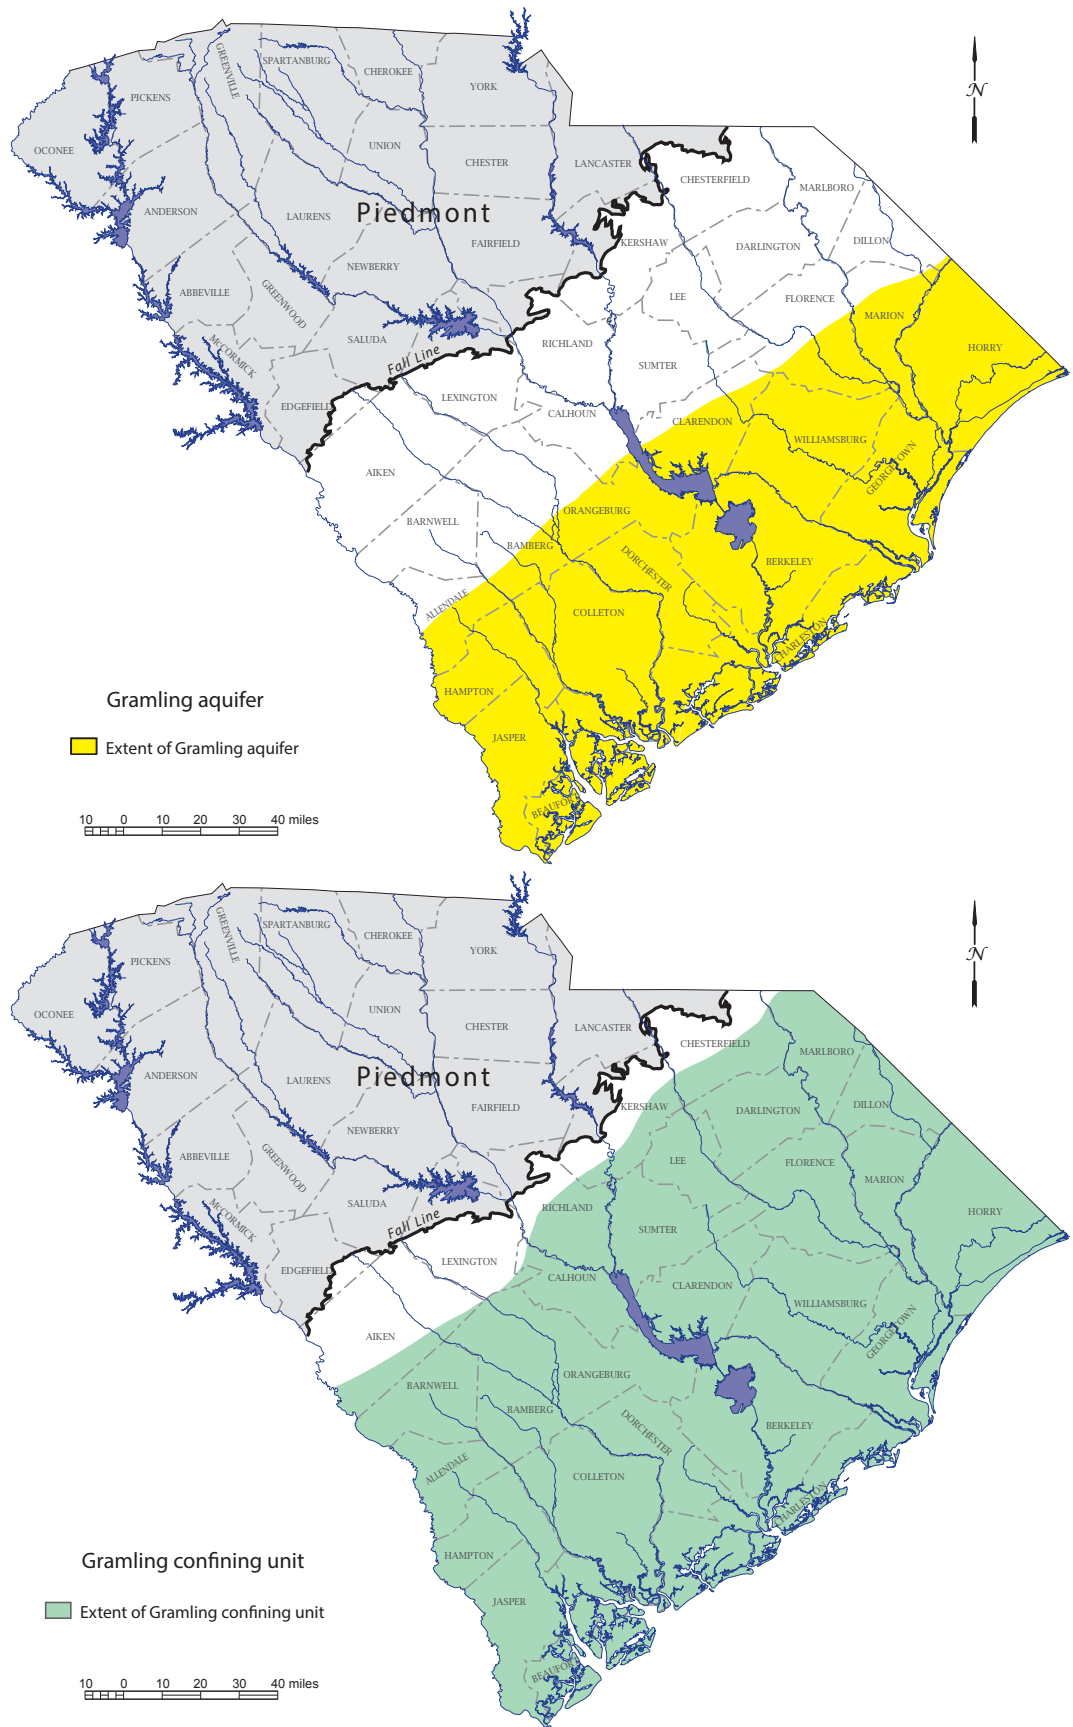 SPARTANBURG
GREENVILLE
CHEROKEE
YORK
PICKENS
OCONEE
UNION
CHESTER
LANCASTER
CHESTERFIELD
MARLBORO
N
ANDERSON
LAURENS
Piedmont
FAIRFIELD
KERSHAW
DARLINGTON
DILLON
NEWBERRY
ABBEVILLE
GREENWOOD
LEE
FLORENCE
MARION
SALUDA
RICHLAND
HORRY
McCORMICK
Fall Line
SUMTER
EDGEFIELD
LEXINGTON
CALHOUN
CLARENDON
WILLIAMSBURG
GEORGETOWN
AIKEN
ORANGEBURG
BARNWELL
BAMBERG
DORCHESTER
BERKELEY
ALLENDALE
COLLETON
CHARLESTON
HAMPTON
JASPER
BEAUFORT
Gramling aquifer
Extent of Gramling aquifer
10 0 10 20 30 40 miles
SPARTANBURG
GREENVILLE
CHEROKEE
YORK
PICKENS
OCONEE
UNION
CHESTER
LANCASTER
CHESTERFIELD
MARLBORO
N
ANDERSON
LAURENS
Piedmont
FAIRFIELD
KERSHAW
DARLINGTON
DILLON
NEWBERRY
ABBEVILLE
GREENWOOD
LEE
FLORENCE
MARION
SALUDA
RICHLAND
HORRY
McCORMICK
Fall Line
SUMTER
EDGEFIELD
LEXINGTON
CALHOUN
CLARENDON
WILLIAMSBURG
GEORGETOWN
AIKEN
ORANGEBURG
BARNWELL
BAMBERG
DORCHESTER
BERKELEY
ALLENDALE
COLLETON
CHARLESTON
HAMPTON
JASPER
BEAUFORT
Gramling confining unit
Extent of Gramling confining unit
10 0 10 20 30 40 miles